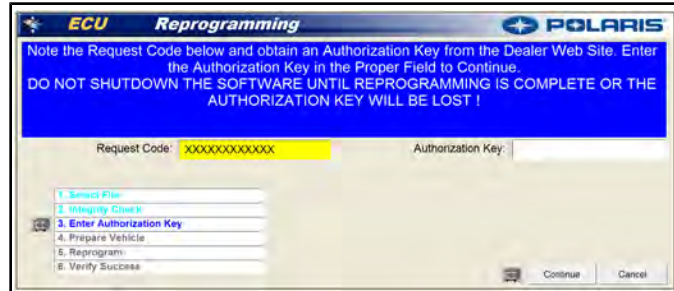 ECU Reprogramming POLARIS
Note the Request Code below and obtain an Authorization Key from the Dealer Web Site. Enter
the Authorization Key in the Proper Field to Continue.
DO NOT SHUTDOWN THE SOFTWARE UNTIL REPROGRAMMING IS COMPLETE OR THE
AUTHORIZATION KEY WILL BE LOST !
Request Code: XXXXXXXXXXXX Authorization Key:
1. Select File
2. Integrity Check
3. Enter Authorization Key
4. Prepare Vehicle
5. Reprogram
6. Verify Success
Continue Cancel